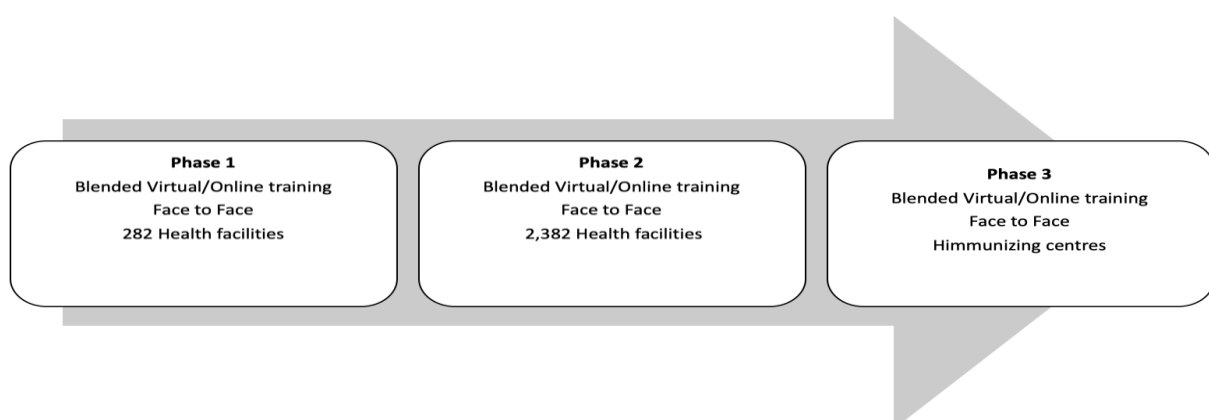 Phase 1
Blended Virtual/Online training
Face to Face
282 Health facilities
Phase 2
Blended Virtual/Online training
Face to Face
2,382 Health facilities
Phase 3
Blended Virtual/Online training
Face to Face
Himmunizing centres